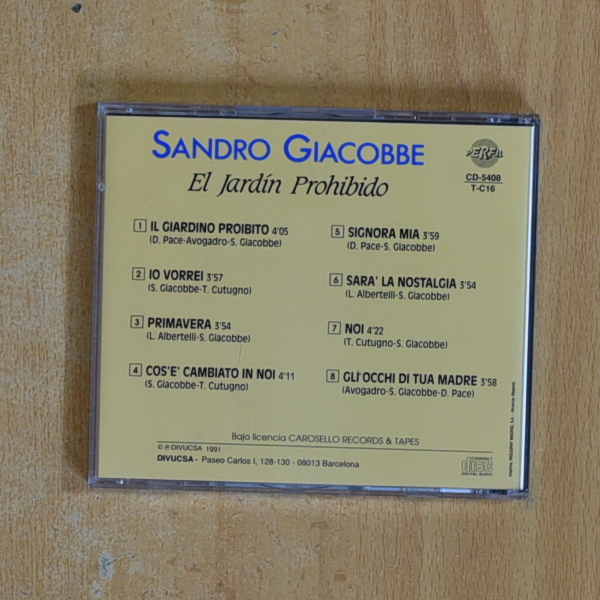 SANDRO GIACOBBE
El Jardín Prohibido
PERFIL
CD-5408
T-C16
1 IL GIARDINO PROIBITO 4'05
(D. Pace-Avogadro-S. Giacobbe)
2 IO VORREI 3'57
(S. Giacobbe-T. Cutugno)
3 PRIMAVERA 3'54
(L. Albertelli-S. Giacobbe)
4 COS'E' CAMBIATO IN NOI 4'11
(S. Giacobbe-T. Cutugno)
5 SIGNORA MIA 3'59
(D. Pace-S. Giacobbe)
6 SARA' LA NOSTALGIA 3'54
(L. Albertelli-S. Giacobbe)
7 NOI 4'22
(T. Cutugno-S. Giacobbe)
8 GLI'OCCHI DI TUA MADRE 3'58
(Avogadro-S. Giacobbe-D. Pace)
Bajo licencia CAROSELLO RECORDS & TAPES
© ℗ DIVUCSA 1991
DIVUCSA - Paseo Carlos I, 128-130 - 08013 Barcelona
COMPACT
disc
DIGITAL AUDIO